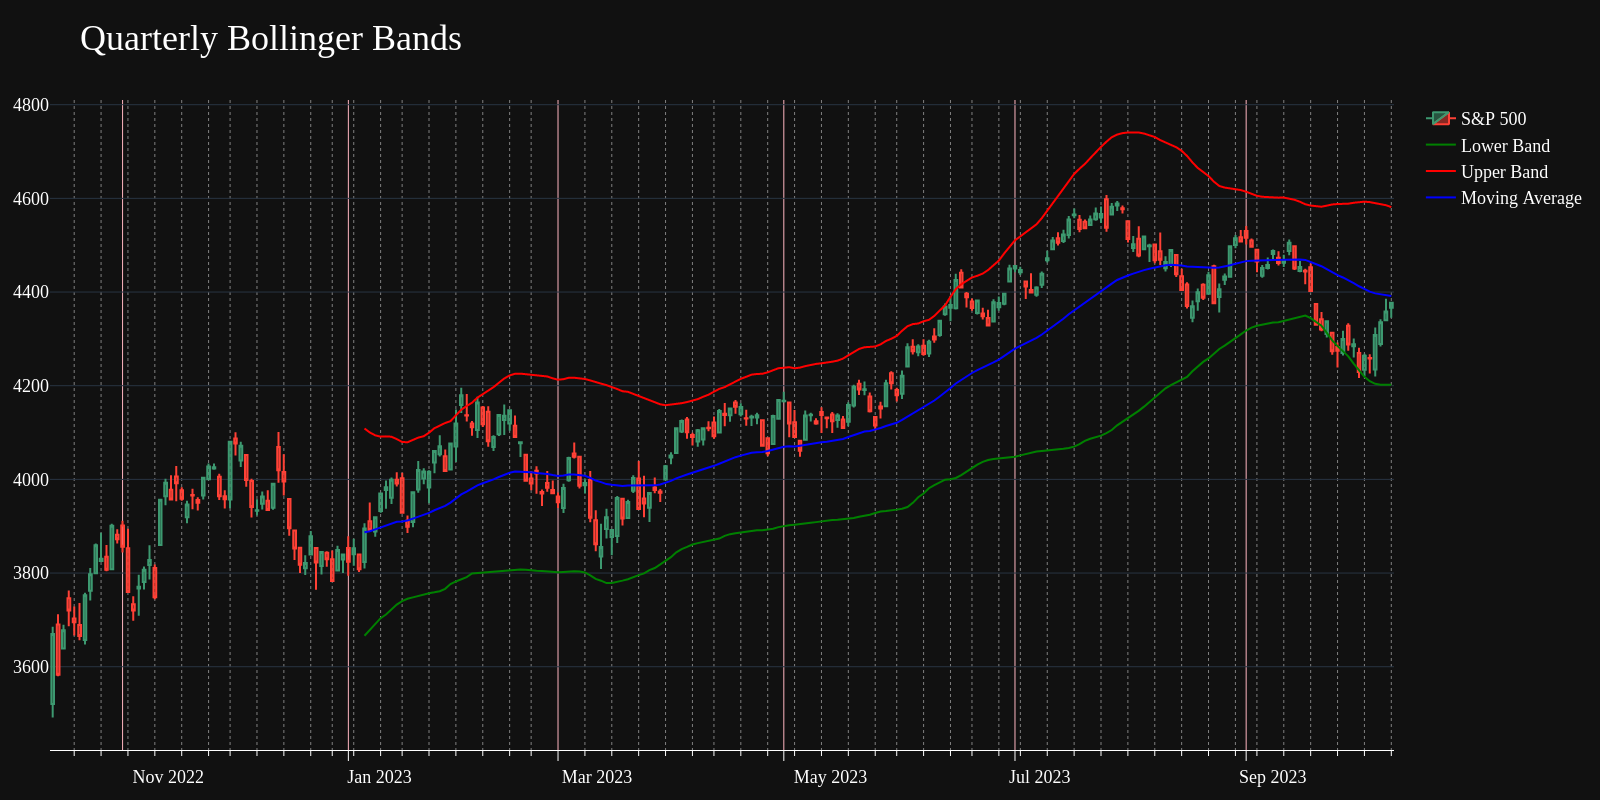 Quarterly Bollinger Bands
4800
4600
4400
4200
4000
3800
3600
Nov 2022
Jan 2023
Mar 2023
May 2023
Jul 2023
Sep 2023
S&P 500
Lower Band
Upper Band
Moving Average